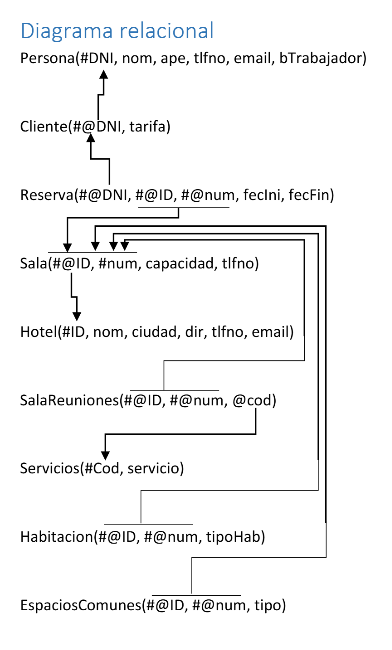 Diagrama relacional
Persona(#DNI, nom, ape, tlfno, email, bTrabajador)
Cliente(#@DNI, tarifa)
Reserva(#@DNI, #@ID, #@num, fecIni, fecFin)
Sala(#@ID, #num, capacidad, tlfno)
Hotel(#ID, nom, ciudad, dir, tlfno, email)
SalaReuniones(#@ID, #@num, @cod)
Servicios(#Cod, servicio)
Habitacion(#@ID, #@num, tipoHab)
EspaciosComunes(#@ID, #@num, tipo)